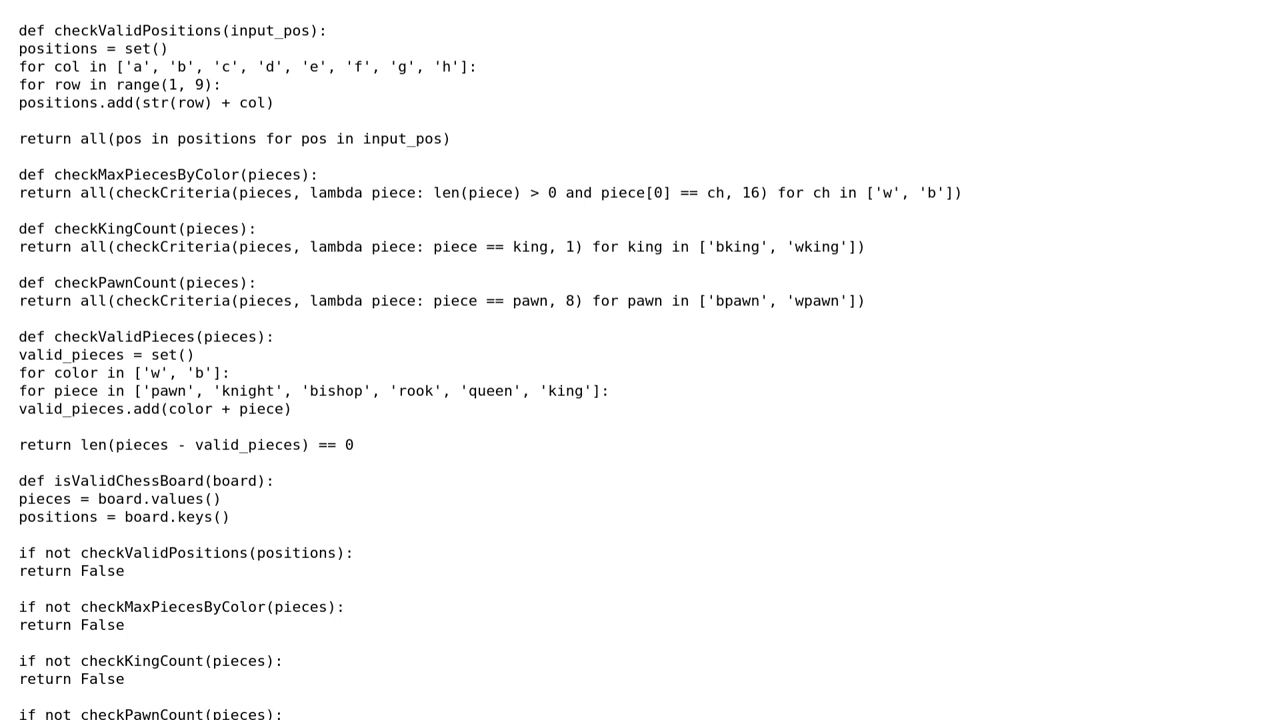 def checkValidPositions(input_pos):
positions = set()
for col in ['a', 'b', 'c', 'd', 'e', 'f', 'g', 'h']:
for row in range(1, 9):
positions.add(str(row) + col)

return all(pos in positions for pos in input_pos)

def checkMaxPiecesByColor(pieces):
return all(checkCriteria(pieces, lambda piece: len(piece) > 0 and piece[0] == ch, 16) for ch in ['w', 'b'])

def checkKingCount(pieces):
return all(checkCriteria(pieces, lambda piece: piece == king, 1) for king in ['bking', 'wking'])

def checkPawnCount(pieces):
return all(checkCriteria(pieces, lambda piece: piece == pawn, 8) for pawn in ['bpawn', 'wpawn'])

def checkValidPieces(pieces):
valid_pieces = set()
for color in ['w', 'b']:
for piece in ['pawn', 'knight', 'bishop', 'rook', 'queen', 'king']:
valid_pieces.add(color + piece)

return len(pieces - valid_pieces) == 0

def isValidChessBoard(board):
pieces = board.values()
positions = board.keys()

if not checkValidPositions(positions):
return False

if not checkMaxPiecesByColor(pieces):
return False

if not checkKingCount(pieces):
return False

if not checkPawnCount(pieces):